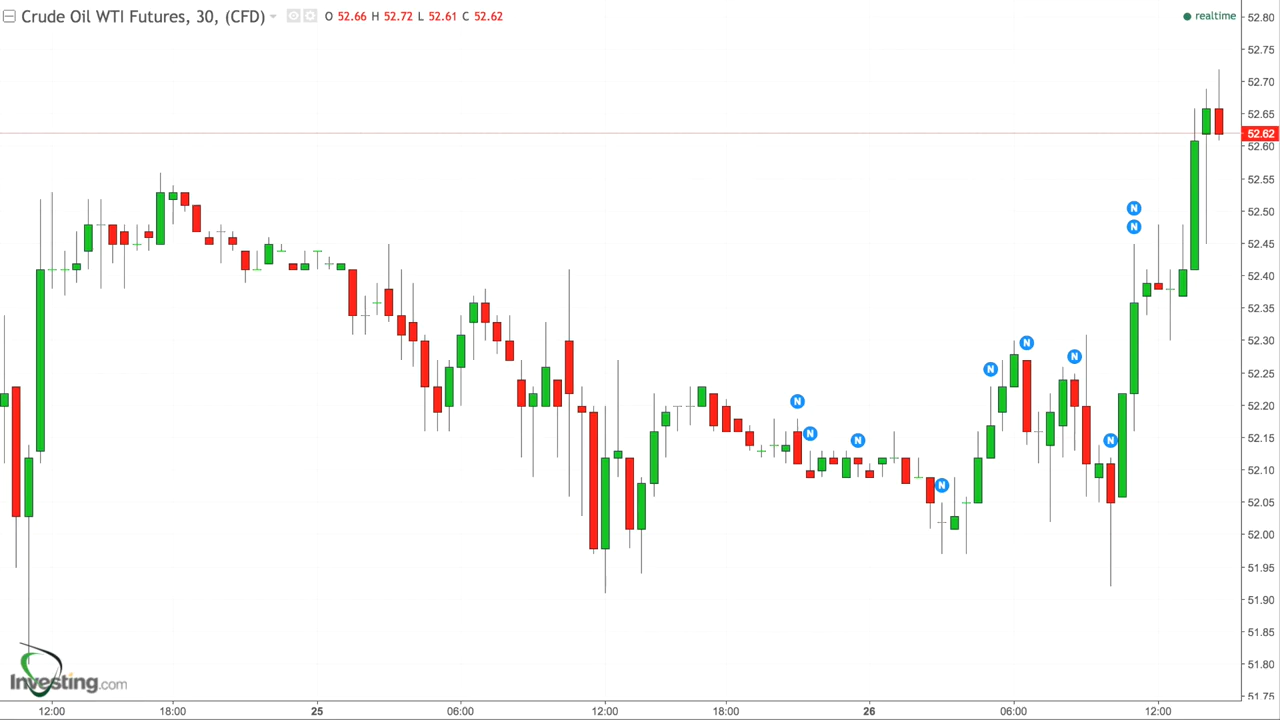 Crude Oil WTI Futures, 30, (CFD) O 52.66 H 52.72 L 52.61 C 52.62 realtime
52.80
52.75
52.70
52.65
52.62
52.60
52.55
52.50
52.45
52.40
52.35
52.30
52.25
52.20
52.15
52.10
52.05
52.00
51.95
51.90
51.85
51.80
51.75
N
N
N
N
N
N
N
N
N
N
Investing.com
12:00 18:00 25 06:00 12:00 18:00 26 06:00 12:00